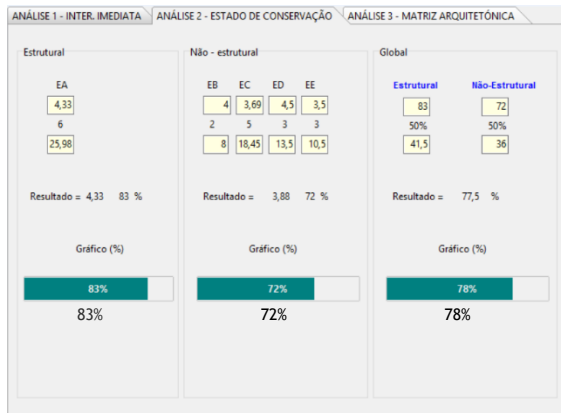 ANÁLISE 1 - INTER. IMEDIATA ANÁLISE 2 - ESTADO DE CONSERVAÇÃO ANÁLISE 3 - MATRIZ ARQUITETÓNICA
Estrutural
EA
4,33
6
25,98
Resultado = 4,33 83 %
Gráfico (%)
83%
83%
Não - estrutural
EB EC ED EE
4 3,69 4,5 3,5
2 5 3 3
8 18,45 13,5 10,5
Resultado = 3,88 72 %
Gráfico (%)
72%
72%
Global
Estrutural Não-Estrutural
83 72
50% 50%
41,5 36
Resultado = 77,5 %
Gráfico (%)
78%
78%